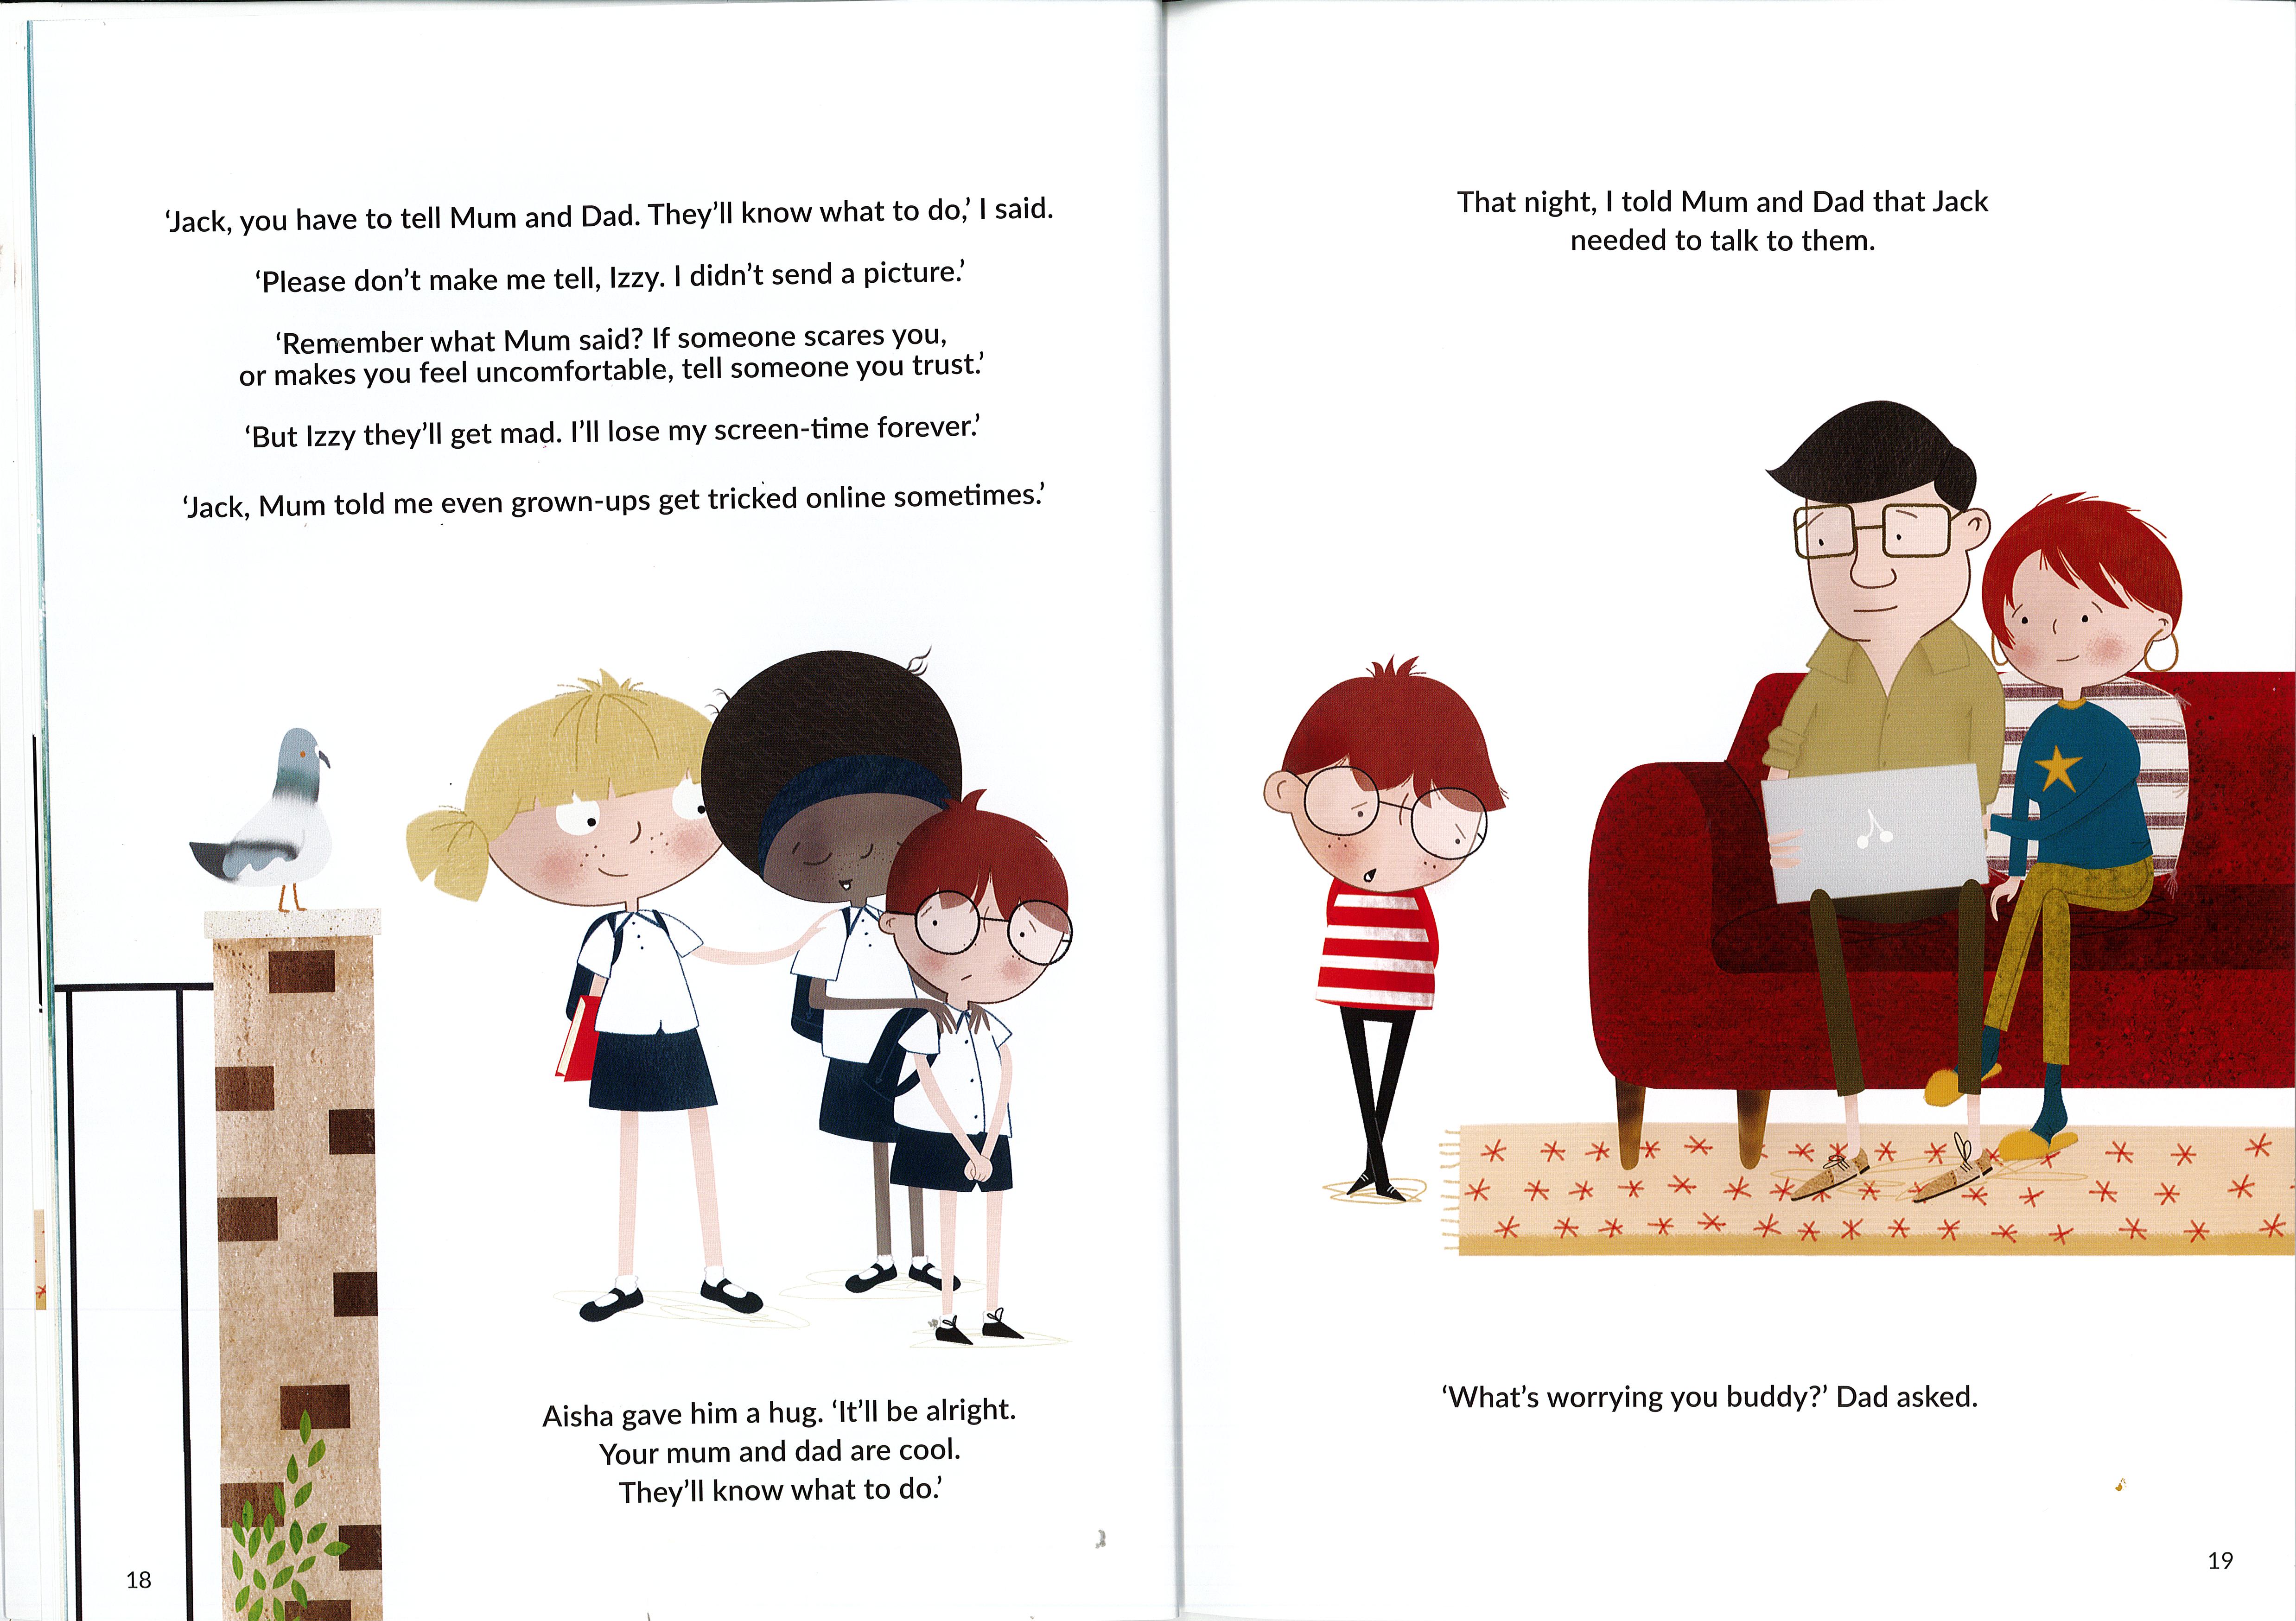 ‘Jack, you have to tell Mum and Dad. They’ll know what to do,’ I said.
‘Please don’t make me tell, Izzy. I didn’t send a picture.’
‘Remember what Mum said? If someone scares you,
or makes you feel uncomfortable, tell someone you trust.’
‘But Izzy they’ll get mad. I’ll lose my screen-time forever.’
‘Jack, Mum told me even grown-ups get tricked online sometimes.’
Aisha gave him a hug. ‘It’ll be alright.
Your mum and dad are cool.
They’ll know what to do.’
18
That night, I told Mum and Dad that Jack
needed to talk to them.
‘What’s worrying you buddy?’ Dad asked.
19